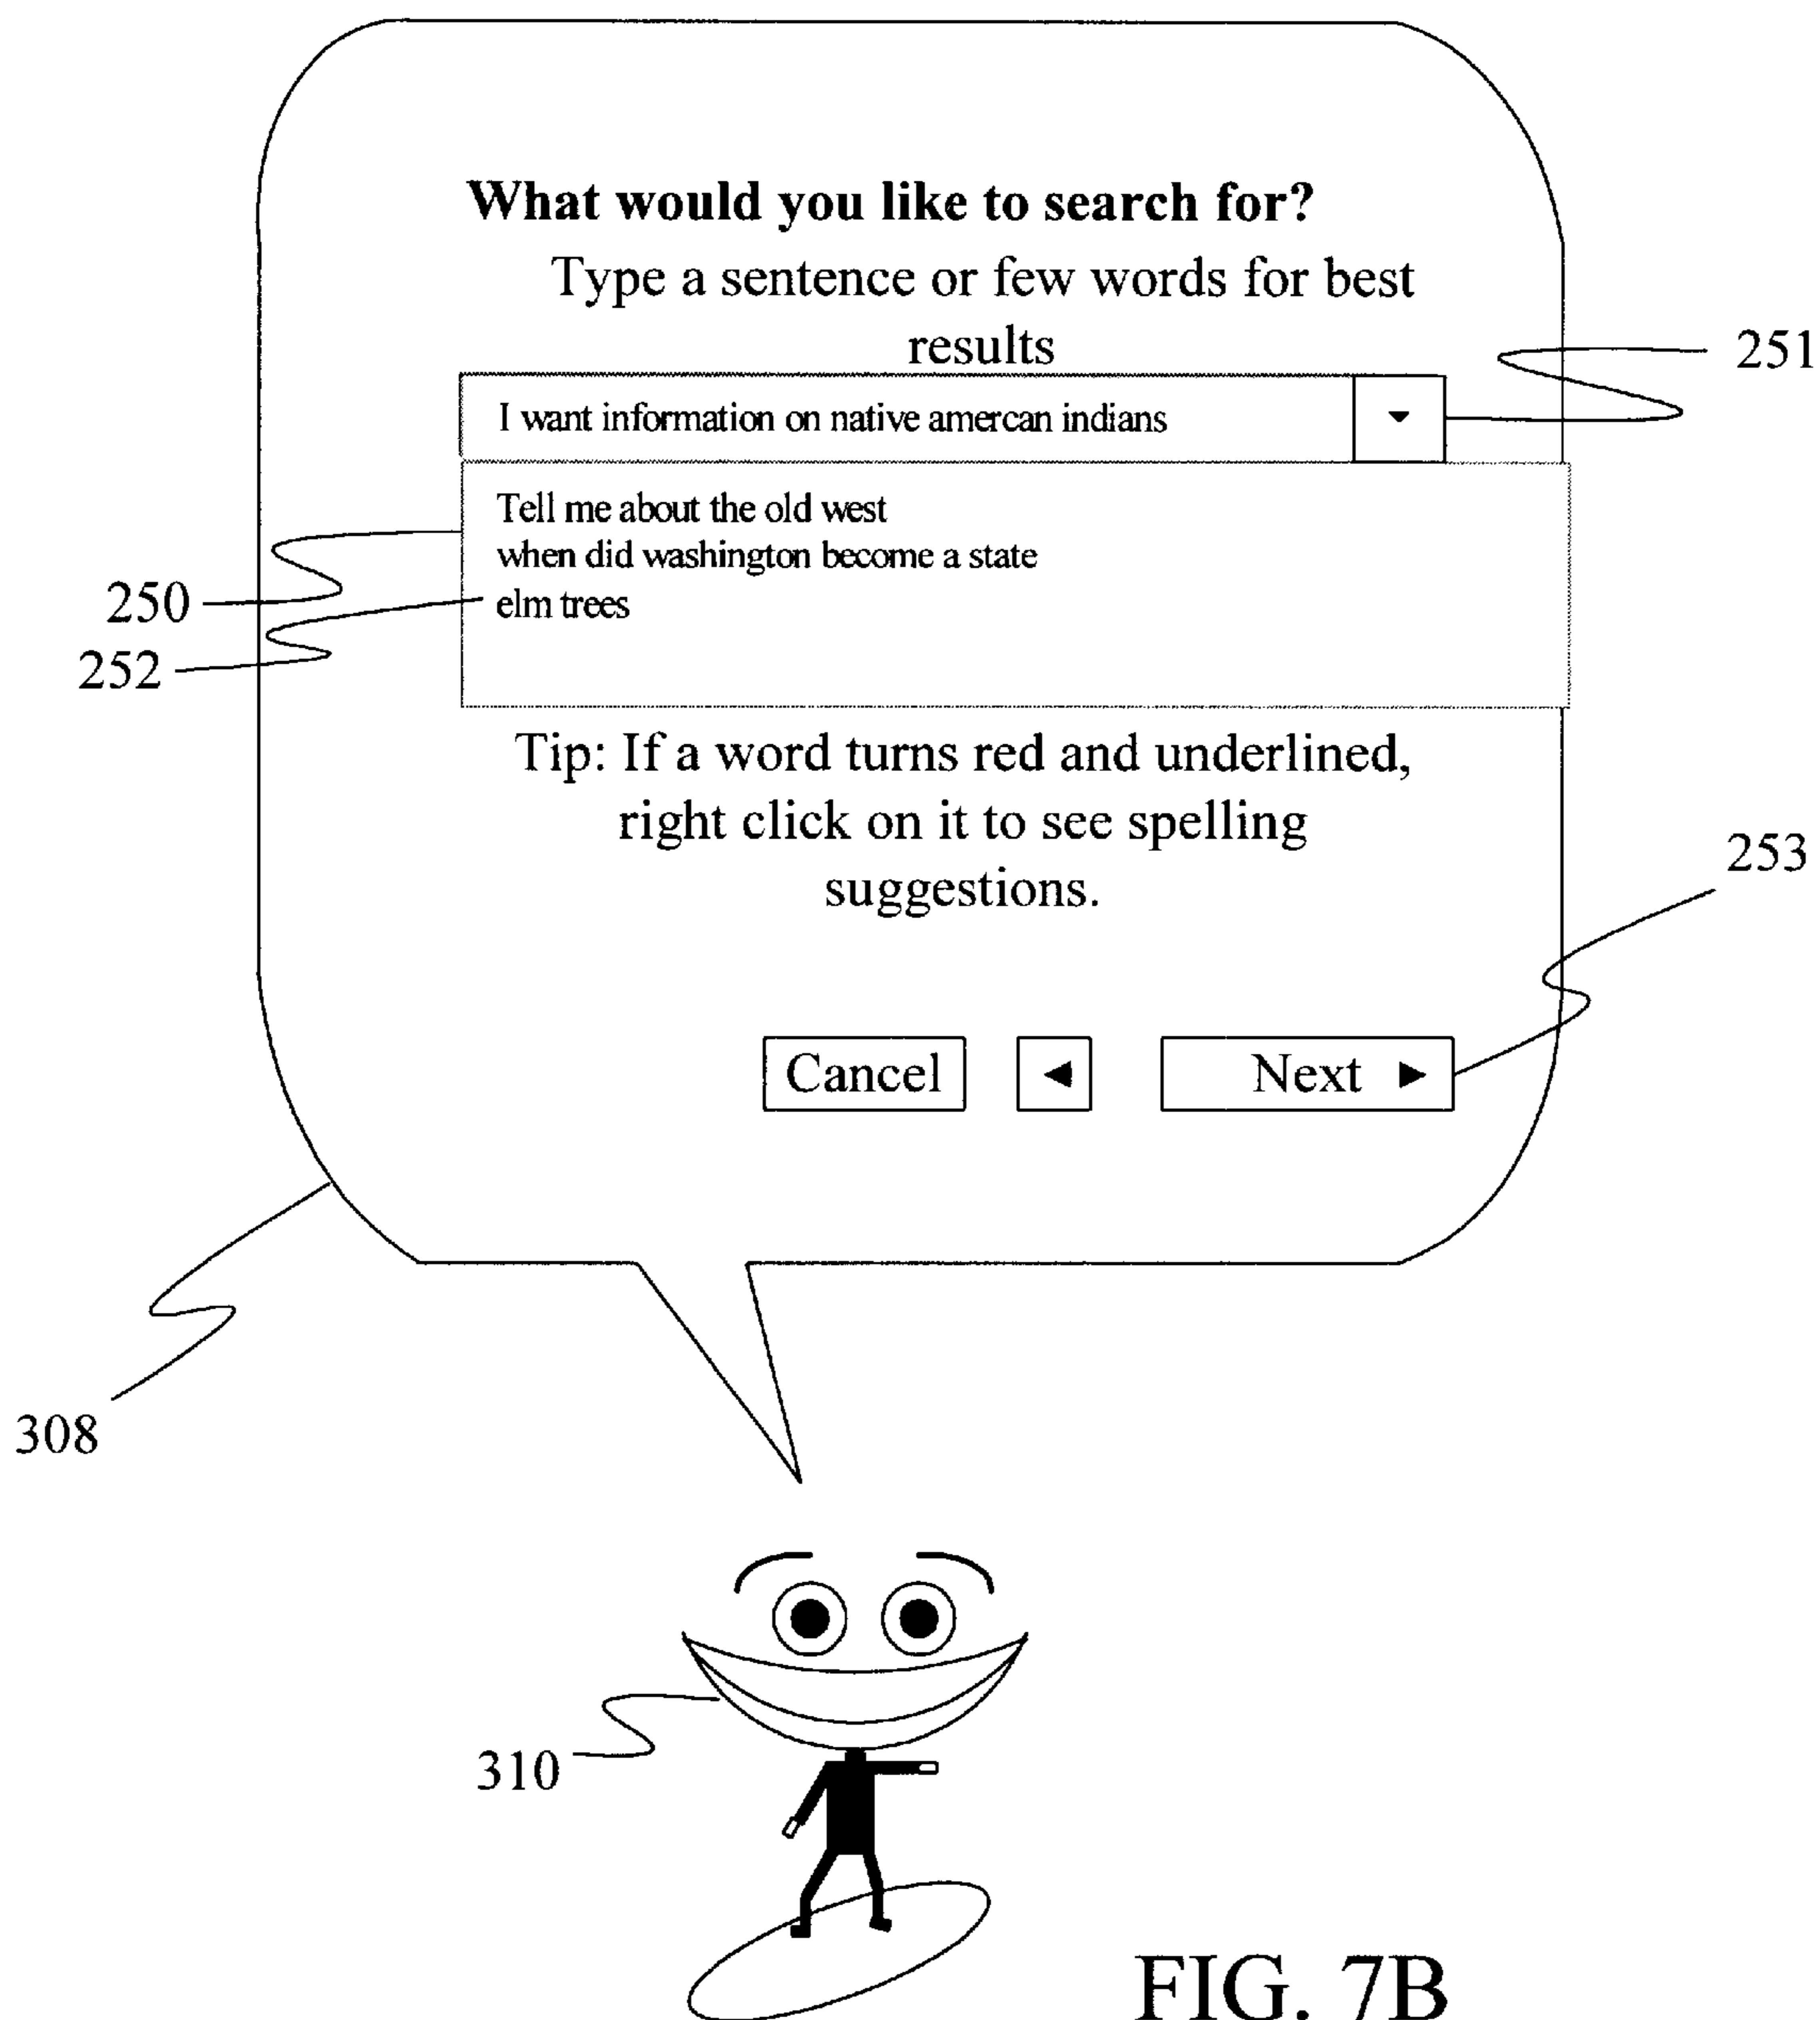 What would you like to search for?
Type a sentence or few words for best
results
251
I want information on native amercan indians
Tell me about the old west
when did washington become a state
250
elm trees
252
Tip: If a word turns red and underlined,
right click on it to see spelling
suggestions.
253
Cancel ◄ Next ►
308
310
FIG. 7B